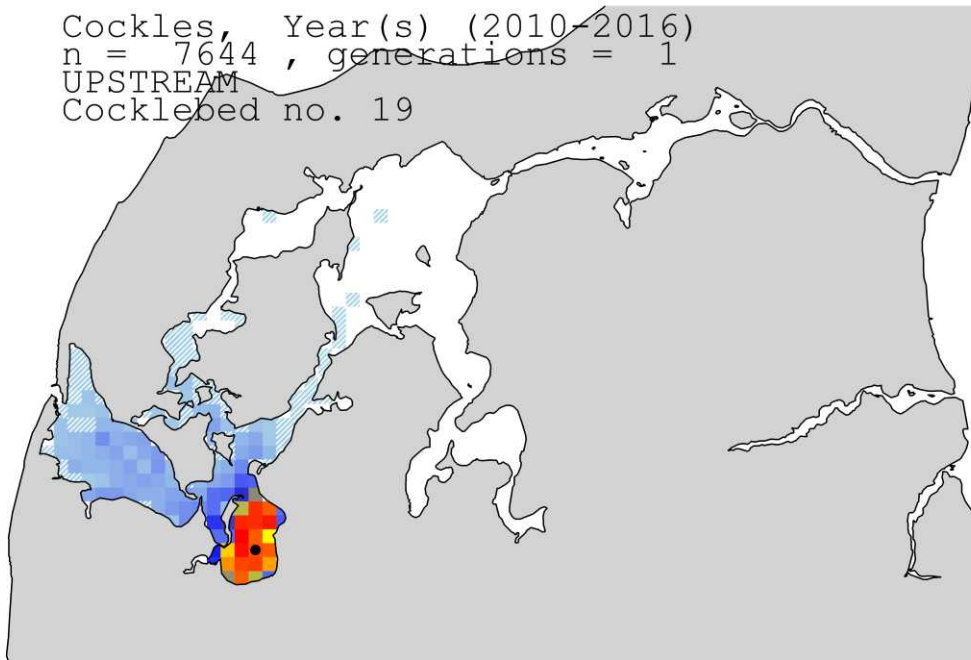 Cockles, Year(s) (2010-2016)
n = 7644 , generations = 1
UPSTREAM
Cocklebed no. 19